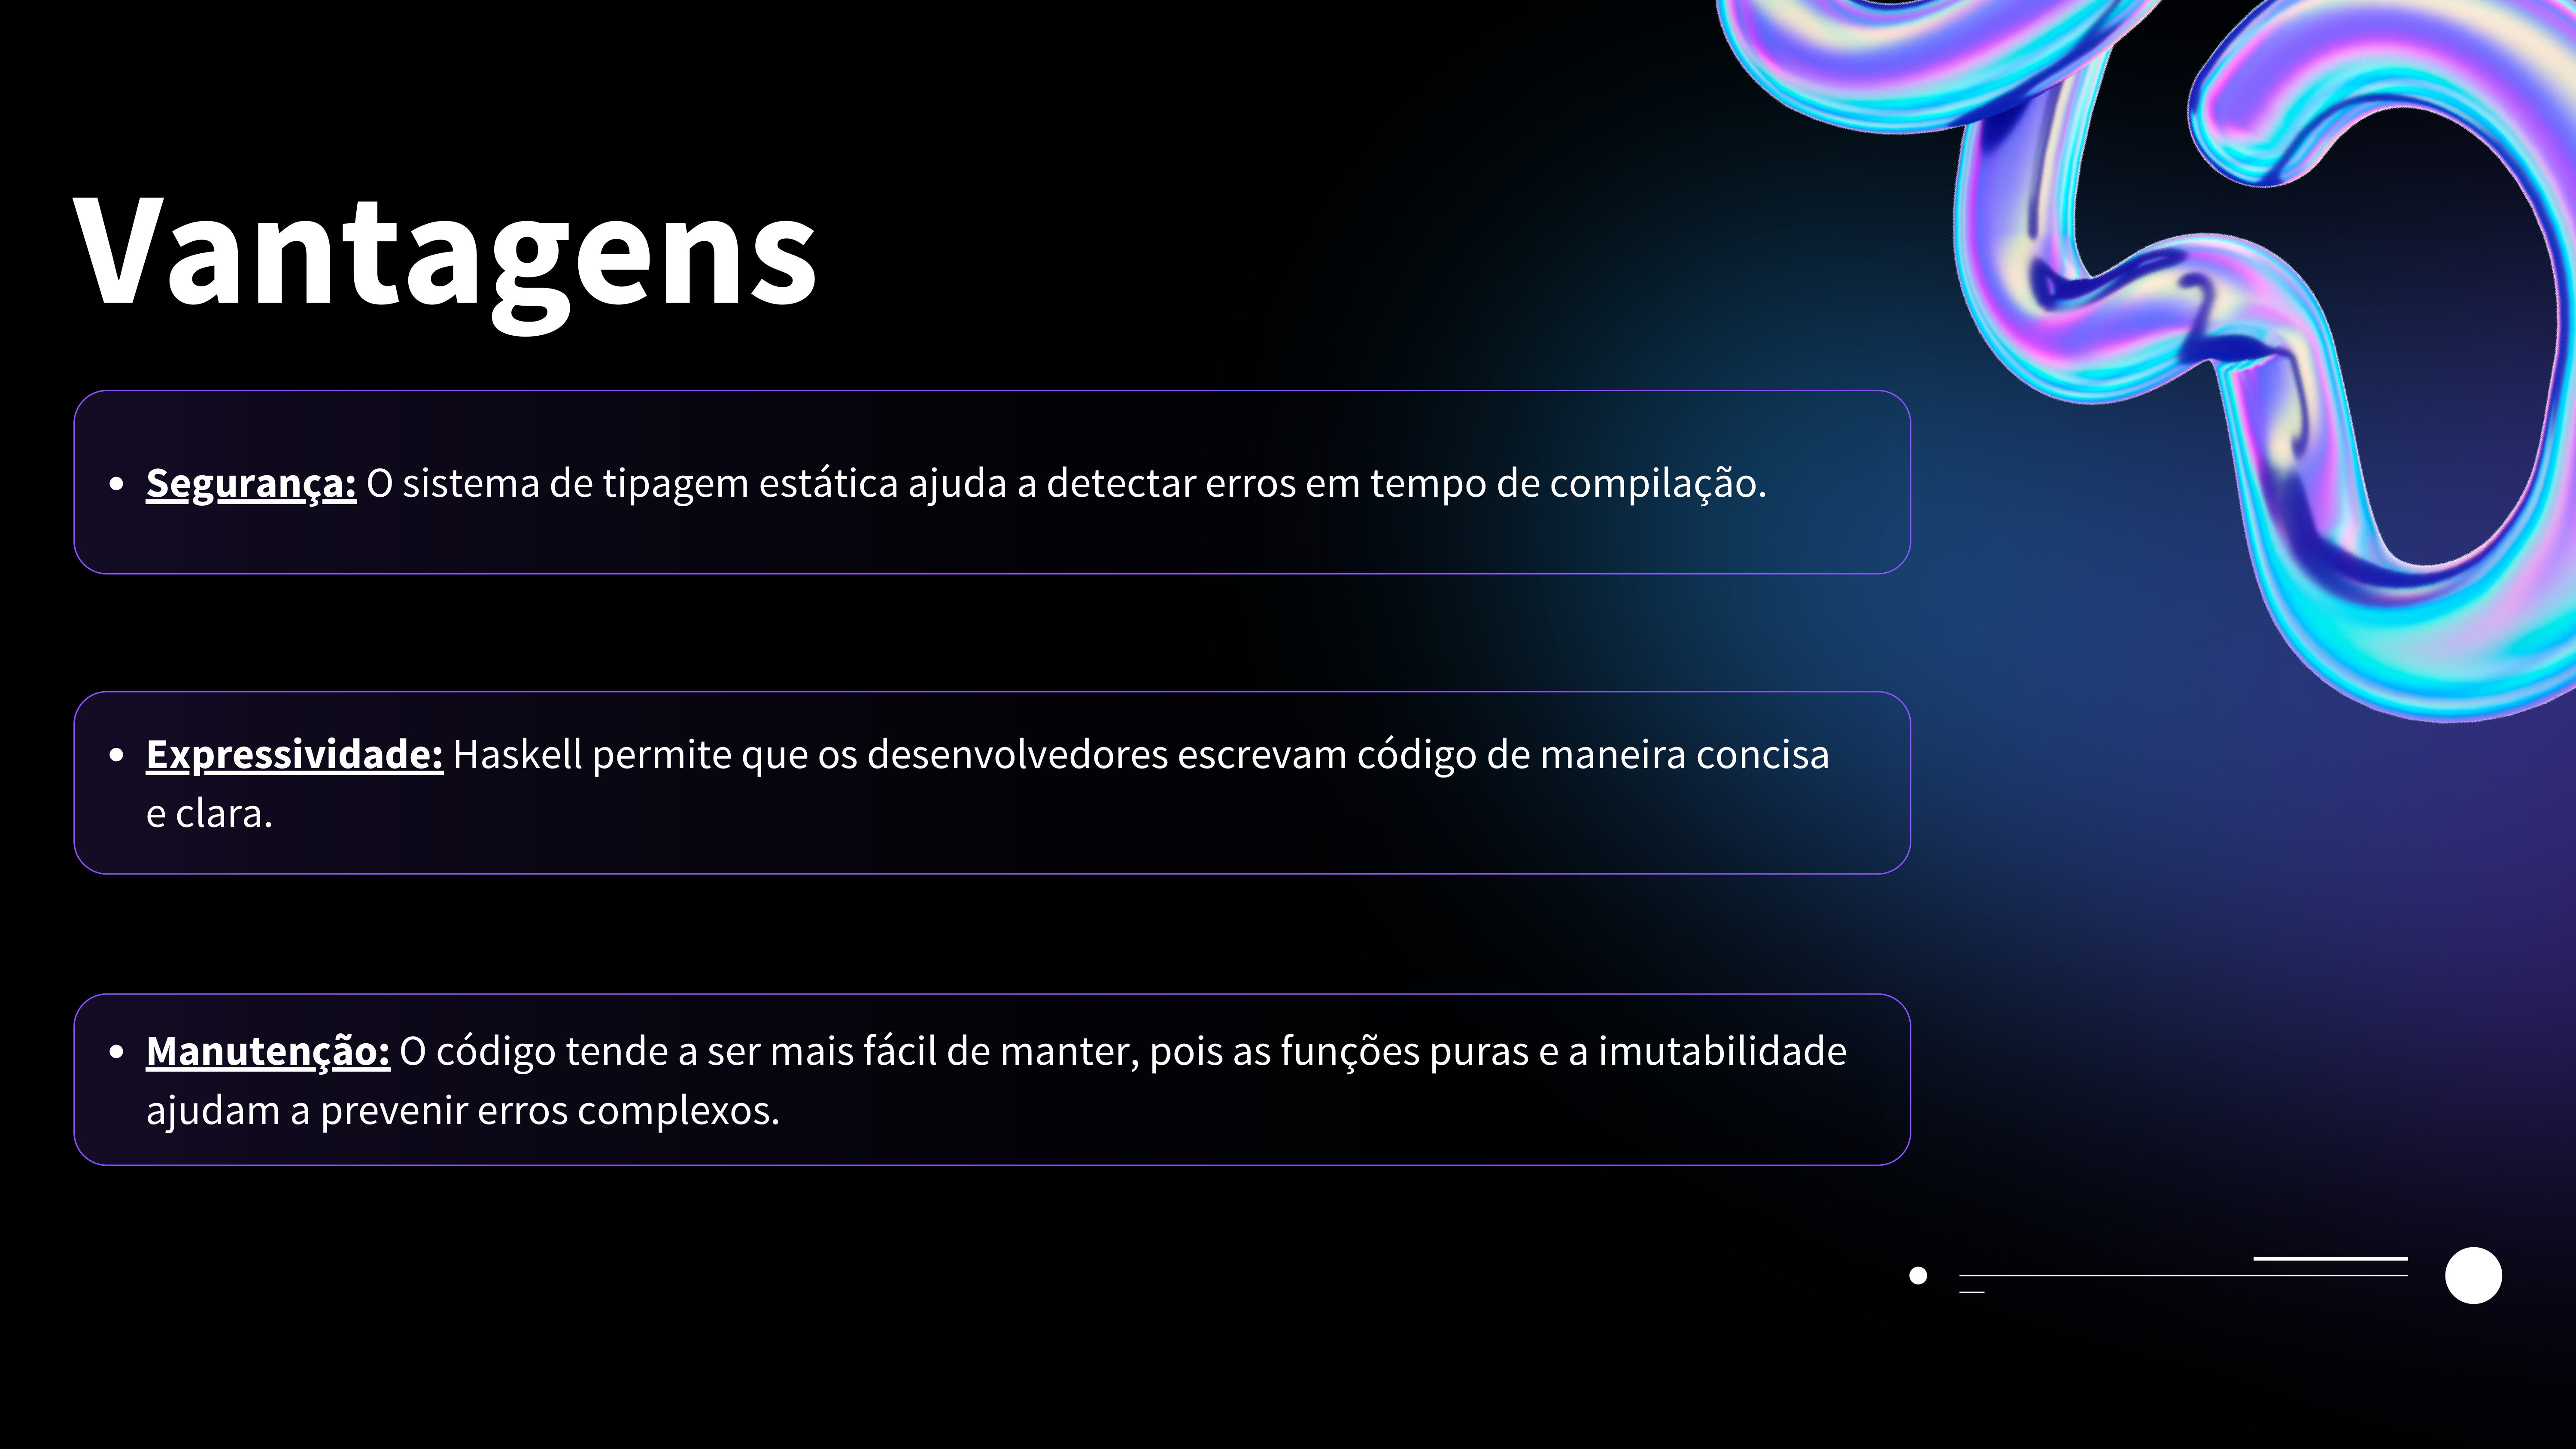 Vantagens
• Segurança: O sistema de tipagem estática ajuda a detectar erros em tempo de compilação.
• Expressividade: Haskell permite que os desenvolvedores escrevam código de maneira concisa
e clara.
• Manutenção: O código tende a ser mais fácil de manter, pois as funções puras e a imutabilidade
ajudam a prevenir erros complexos.